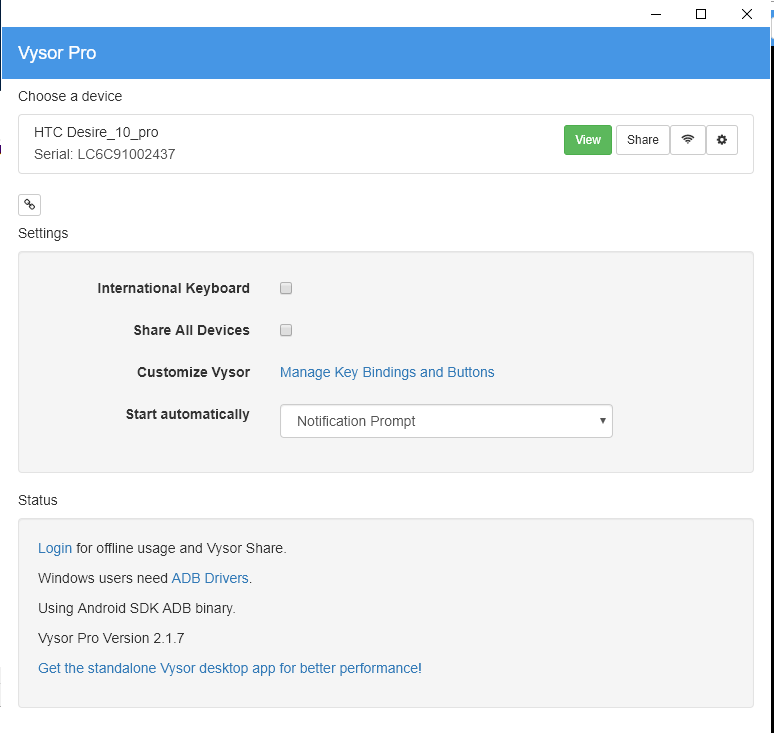 Vysor Pro
Choose a device
HTC Desire_10_pro
Serial: LC6C91002437
View
Share
Settings
International Keyboard
Share All Devices
Customize Vysor
Manage Key Bindings and Buttons
Start automatically
Notification Prompt
Status
Login for offline usage and Vysor Share.
Windows users need ADB Drivers.
Using Android SDK ADB binary.
Vysor Pro Version 2.1.7
Get the standalone Vysor desktop app for better performance!